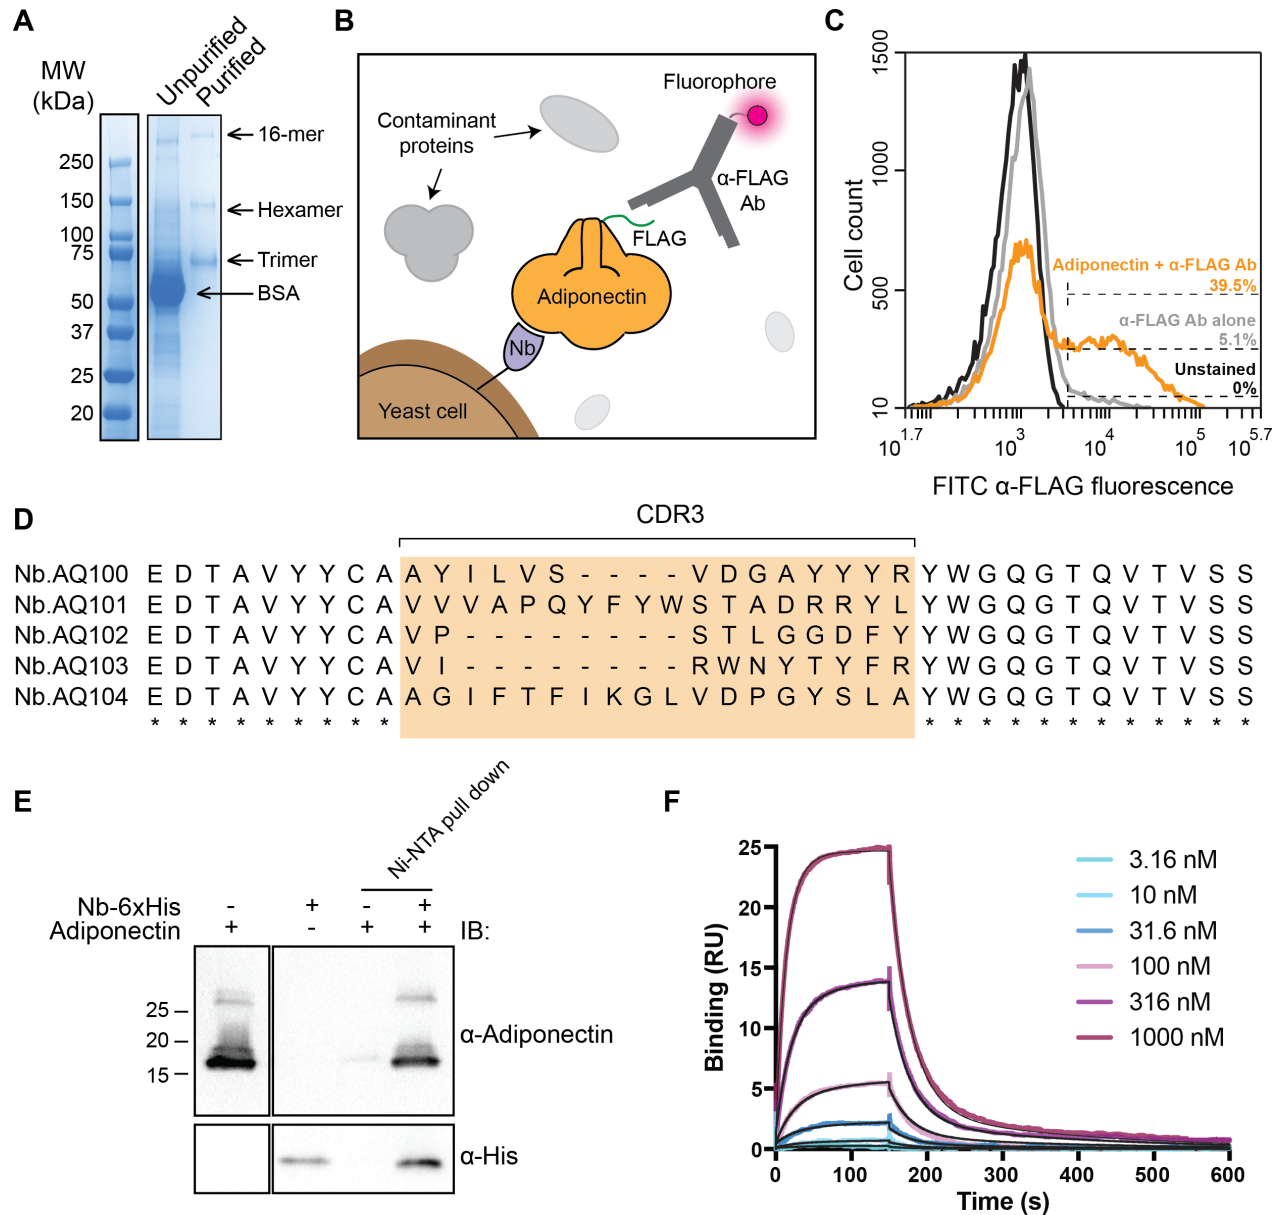 A
MW
(kDa)
Unpurified
Purified
250
150
100
75
50
37
25
20
16-mer
Hexamer
Trimer
BSA
B
Contaminant
proteins
Fluorophore
α-FLAG
Ab
FLAG
Adiponectin
Nb
Yeast cell
C
Cell count
1500
1000
500
10
Adiponectin + α-FLAG Ab
39.5%
α-FLAG Ab alone
5.1%
Unstained
0%
10^1.7 10^3 10^4 10^5 10^5.7
FITC α-FLAG fluorescence
D
CDR3
Nb.AQ100 E D T A V Y Y C A A Y I L V S - - - - V D G A Y Y Y R Y W G Q G T Q V T V S S
Nb.AQ101 E D T A V Y Y C A V V V A P Q Y F Y W S T A D R R Y L Y W G Q G T Q V T V S S
Nb.AQ102 E D T A V Y Y C A V P - - - - - - - - S T L G G D F Y Y W G Q G T Q V T V S S
Nb.AQ103 E D T A V Y Y C A V I - - - - - - - - R W N Y T Y F R Y W G Q G T Q V T V S S
Nb.AQ104 E D T A V Y Y C A A G I F T F I K G L V D P G Y S L A Y W G Q G T Q V T V S S
* * * * * * * * * * * * * * * * * * * * *
E
Ni-NTA pull down
Nb-6xHis - + - +
Adiponectin + - + + IB:
25
20
15
α-Adiponectin
α-His
F
Binding (RU)
25
20
15
10
5
0
0 100 200 300 400 500 600
Time (s)
3.16 nM
10 nM
31.6 nM
100 nM
316 nM
1000 nM